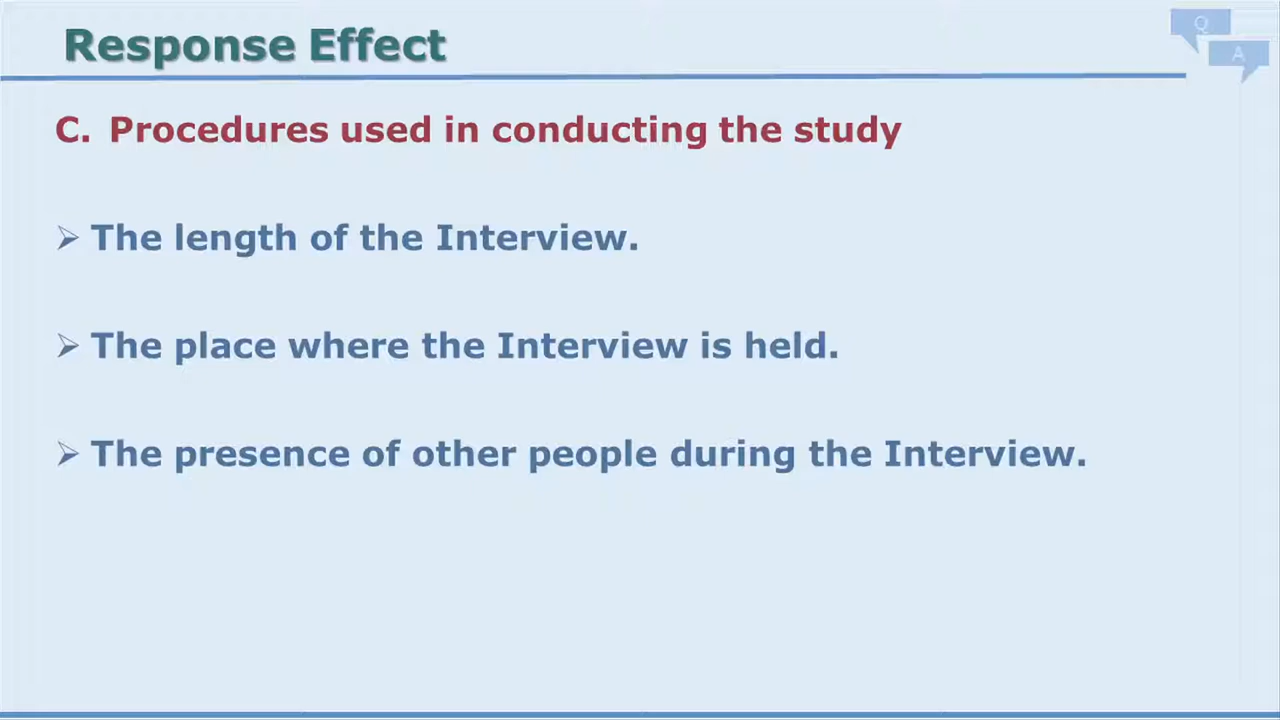 Response Effect
Q
A
C. Procedures used in conducting the study
➢ The length of the Interview.
➢ The place where the Interview is held.
➢ The presence of other people during the Interview.